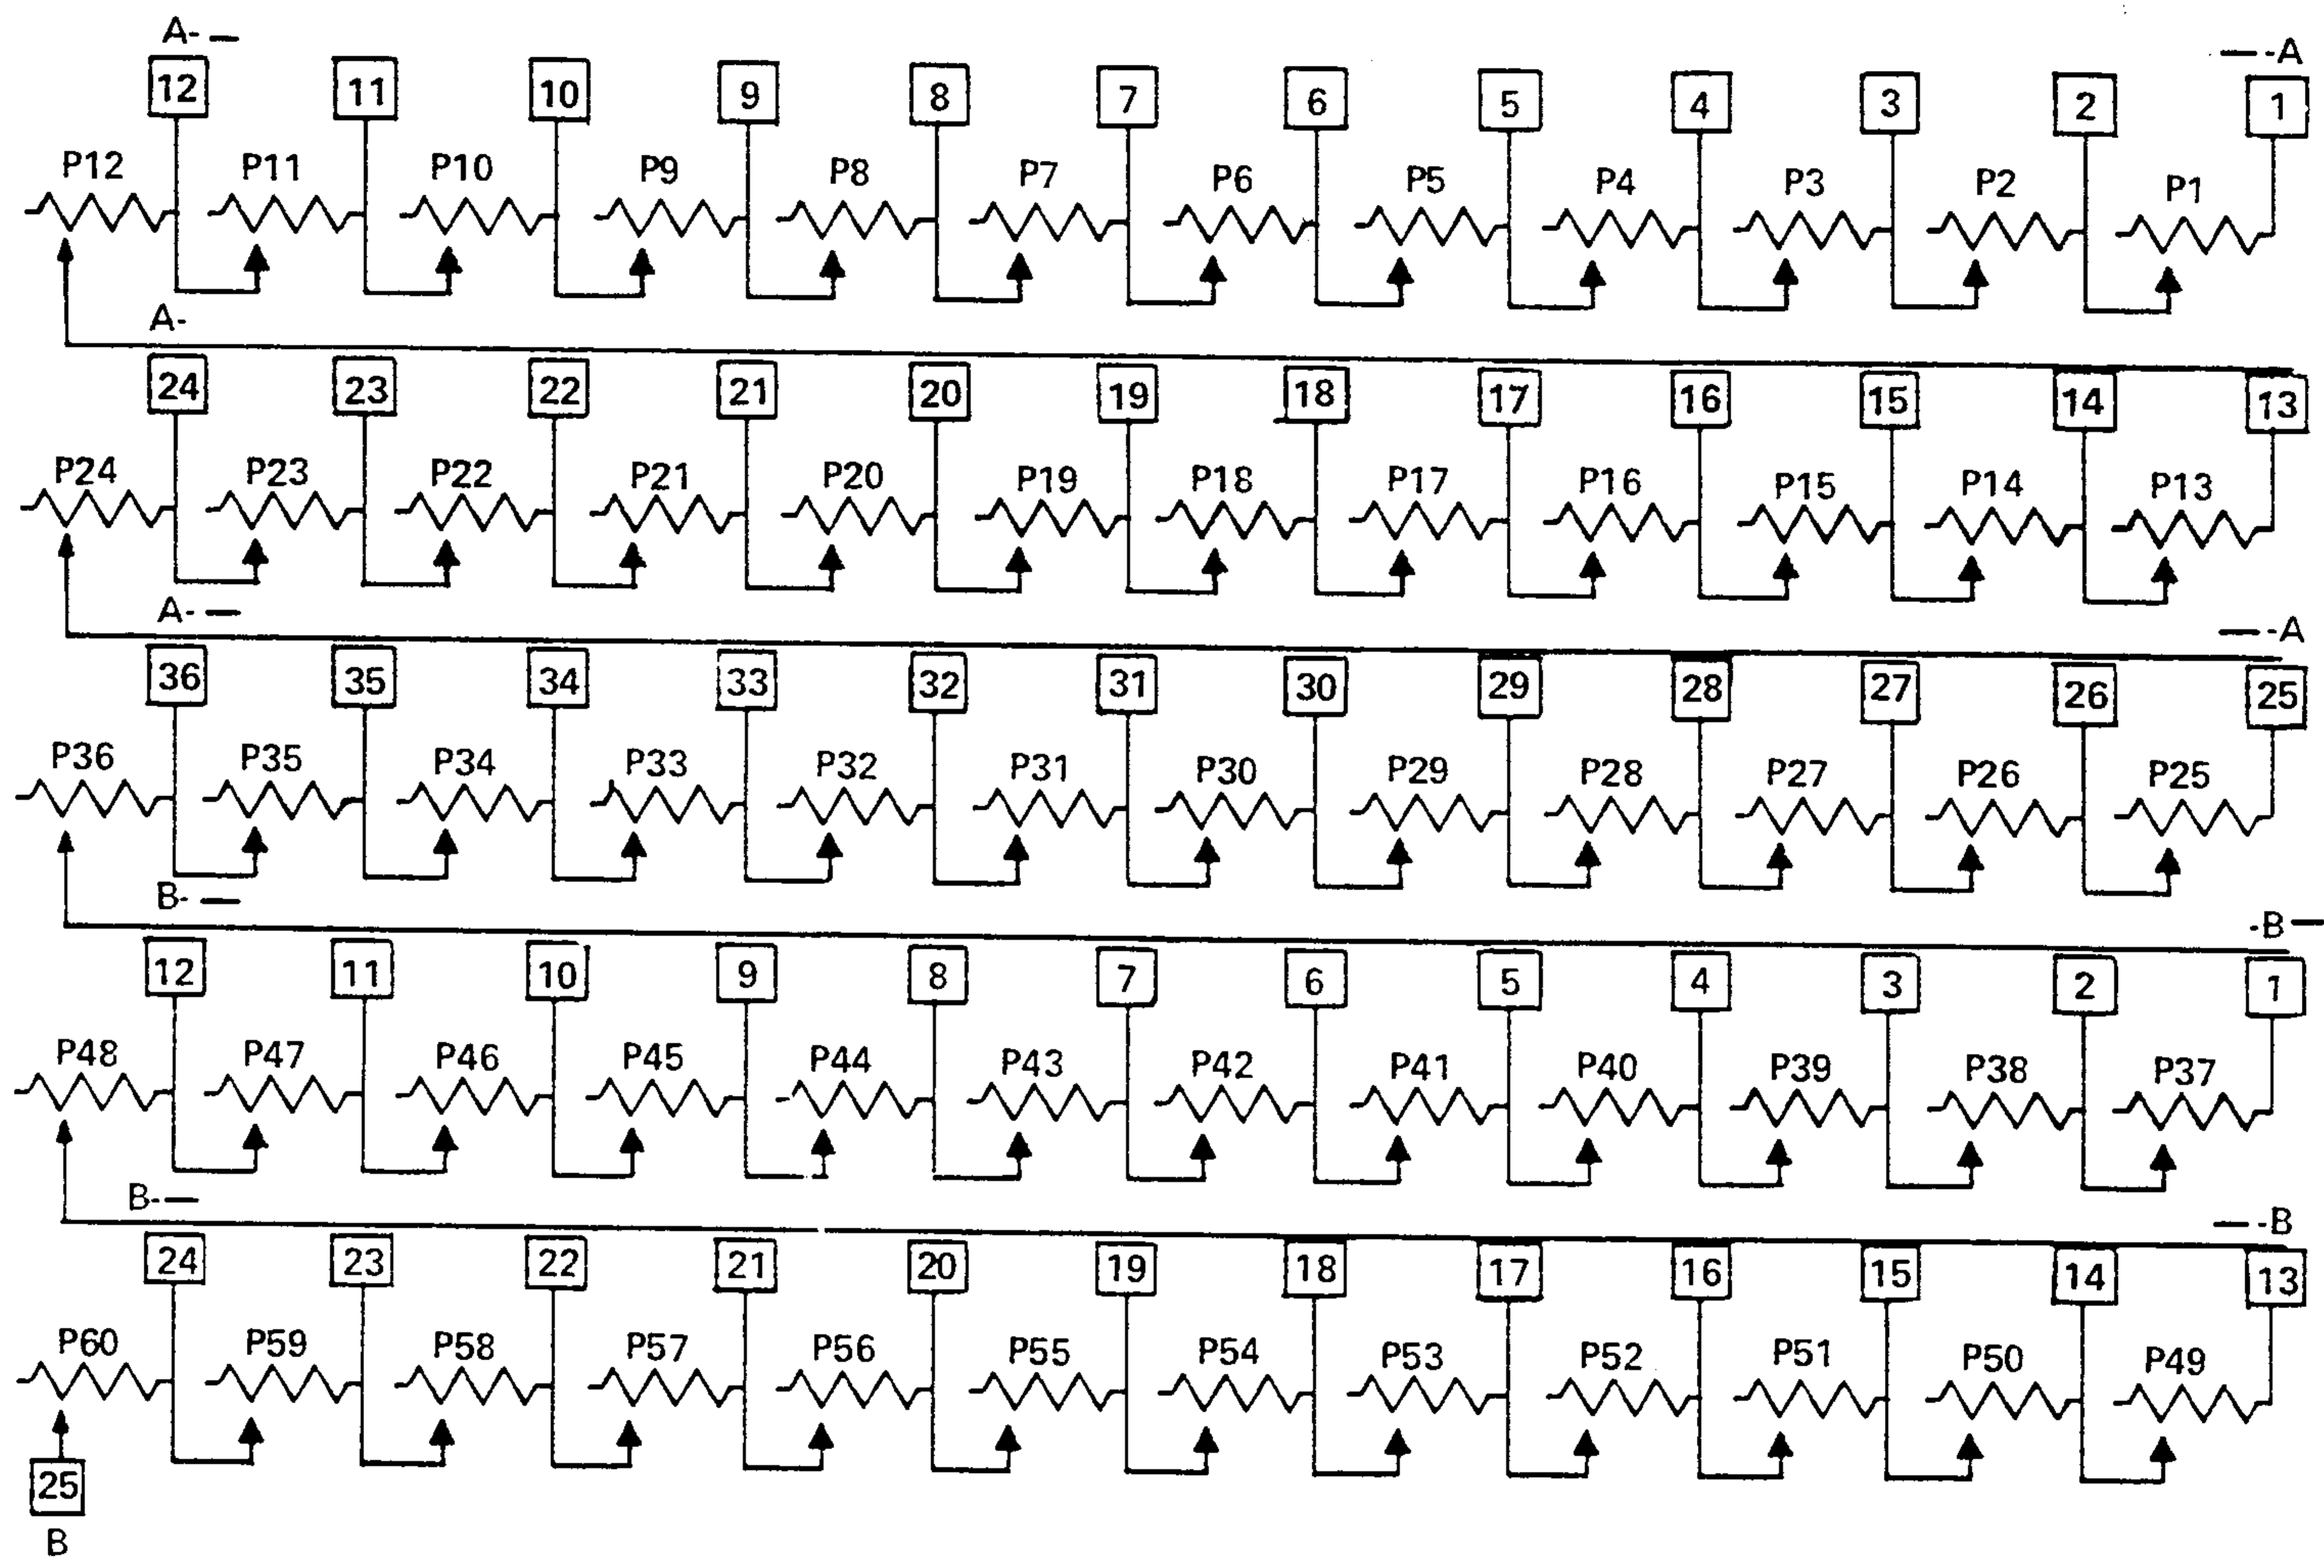 A- — — -A
12 11 10 9 8 7 6 5 4 3 2 1
P12 P11 P10 P9 P8 P7 P6 P5 P4 P3 P2 P1
A-
24 23 22 21 20 19 18 17 16 15 14 13
P24 P23 P22 P21 P20 P19 P18 P17 P16 P15 P14 P13
A- — — -A
36 35 34 33 32 31 30 29 28 27 26 25
P36 P35 P34 P33 P32 P31 P30 P29 P28 P27 P26 P25
B- — -B —
12 11 10 9 8 7 6 5 4 3 2 1
P48 P47 P46 P45 P44 P43 P42 P41 P40 P39 P38 P37
B- — — -B
24 23 22 21 20 19 18 17 16 15 14 13
P60 P59 P58 P57 P56 P55 P54 P53 P52 P51 P50 P49
25
B